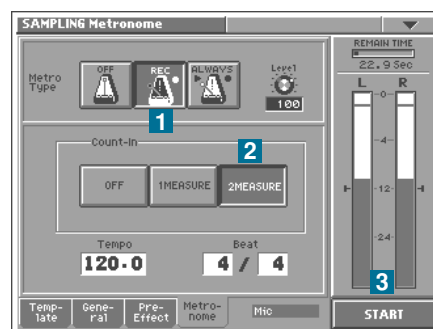 SAMPLING Metronome
REMAIN TIME
22.9 Sec
Metro Type
OFF
REC
ALWAYS
Level
100
1
L R
0
4
12
24
Count-In
2
OFF
1MEASURE
2MEASURE
Tempo
120.0
Beat
4 / 4
3
Temp-late
Gene-ral
Pre-Effect
Metro-nome
Mic
START